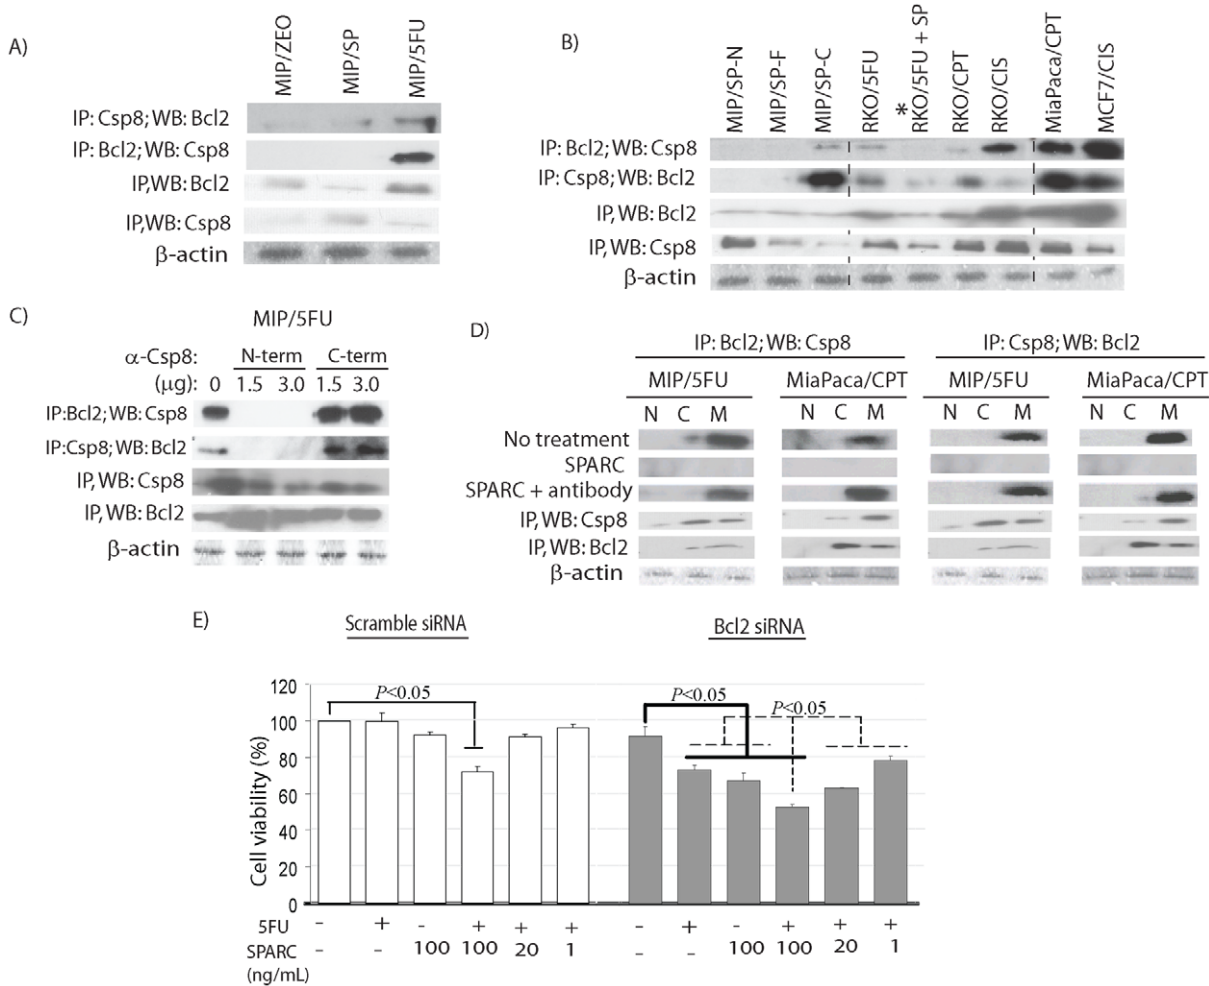 A)
MIP/ZEO
MIP/SP
MIP/5FU
IP: Csp8; WB: Bcl2
IP: Bcl2; WB: Csp8
IP, WB: Bcl2
IP, WB: Csp8
β-actin
B)
MIP/SP-N
MIP/SP-F
MIP/SP-C
RKO/5FU
* RKO/5FU + SP
RKO/CPT
RKO/CIS
MiaPaca/CPT
MCF7/CIS
IP: Bcl2; WB: Csp8
IP: Csp8; WB: Bcl2
IP, WB: Bcl2
IP, WB: Csp8
β-actin
C)
MIP/5FU
α-Csp8: N-term C-term
(µg): 0 1.5 3.0 1.5 3.0
IP:Bcl2; WB: Csp8
IP:Csp8; WB: Bcl2
IP, WB: Csp8
IP, WB: Bcl2
β-actin
D)
IP: Bcl2; WB: Csp8 IP: Csp8; WB: Bcl2
MIP/5FU MiaPaca/CPT MIP/5FU MiaPaca/CPT
N C M N C M N C M N C M
No treatment
SPARC
SPARC + antibody
IP, WB: Csp8
IP, WB: Bcl2
β-actin
E)
Scramble siRNA Bcl2 siRNA
Cell viability (%)
120
100
80
60
40
20
0
P<0.05 P<0.05 P<0.05
5FU - + - + + + - + - + + +
SPARC - - 100 100 20 1 - - 100 100 20 1
(ng/mL)